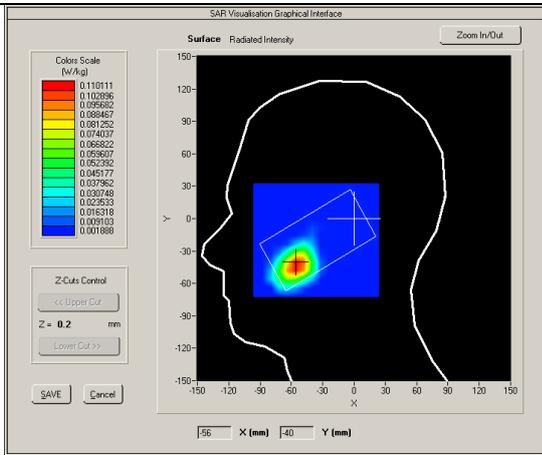 SAR Visualisation Graphical Interface
Surface Radiated Intensity
Zoom In/Out
Colors Scale
(W/kg)
0.110111
0.102896
0.095682
0.088467
0.081252
0.074037
0.066822
0.059607
0.052392
0.045177
0.037962
0.030748
0.023533
0.016318
0.009103
0.001888
150
120
90
60
30
0
-30
-60
-90
-120
-150
Y
-150 -120 -90 -60 -30 0 30 60 90 120 150
X
Z-Cuts Control
<< Upper Cut
Z = 0.2 mm
Lower Cut >>
SAVE Cancel
-56 X (mm) -40 Y (mm)